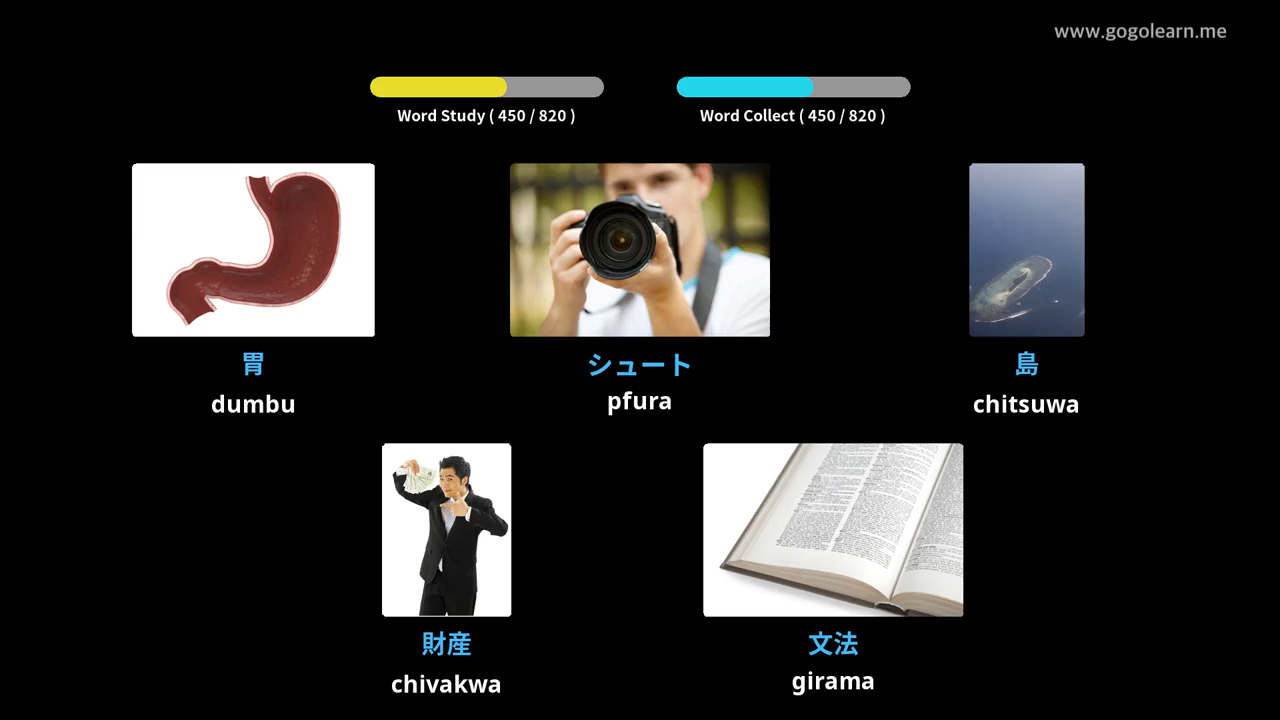 www.gogolearn.me
Word Study ( 450 / 820 )
Word Collect ( 450 / 820 )
胃
dumbu
シュート
pfura
島
chitsuwa
財産
chivakwa
文法
girama